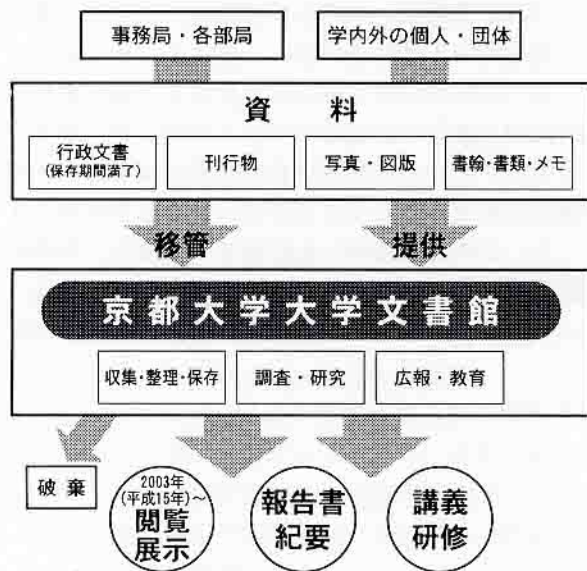 事務局・各部局
学内外の個人・団体
資料
行政文書
(保存期間満了)
刊行物
写真・図版
書翰・書類・メモ
移管
提供
京都大学大学文書館
収集・整理・保存
調査・研究
広報・教育
破棄
2003年
(平成15年)～
閲覧
展示
報告書
紀要
講義
研修